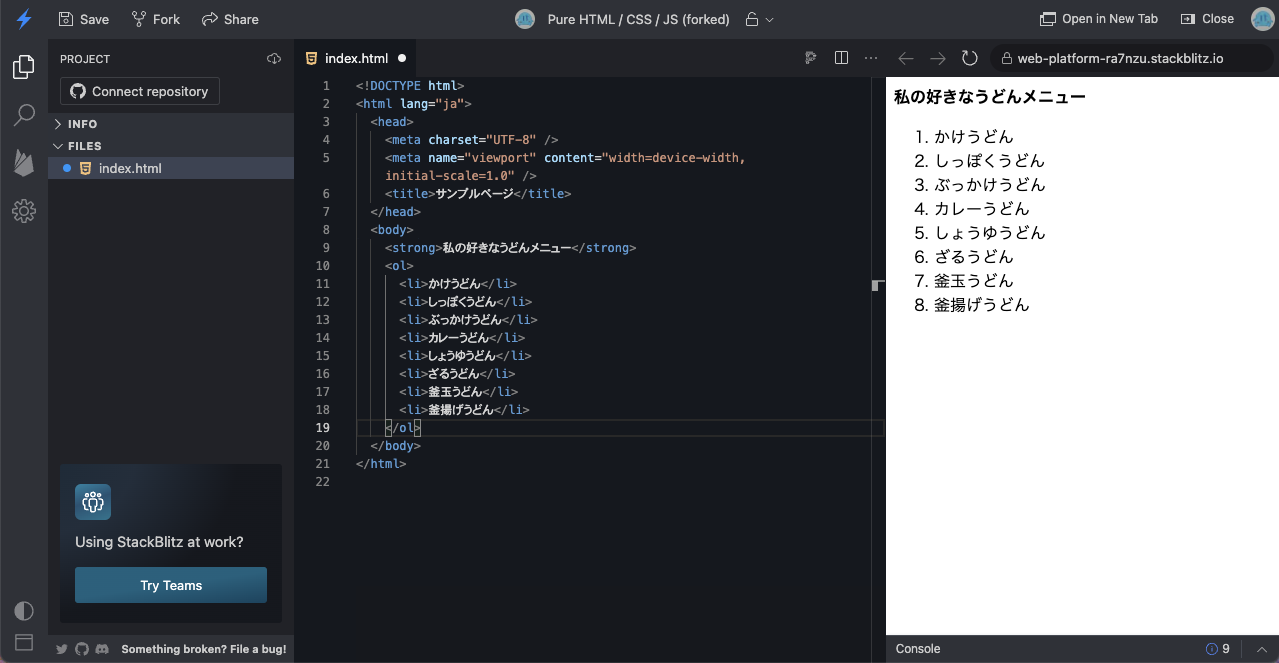 Save Fork Share Pure HTML / CSS / JS (forked) Open in New Tab Close
PROJECT
Connect repository
INFO
FILES
index.html
Using StackBlitz at work?
Try Teams
Something broken? File a bug!
index.html
1 <!DOCTYPE html>
2 <html lang="ja">
3 <head>
4 <meta charset="UTF-8" />
5 <meta name="viewport" content="width=device-width,
initial-scale=1.0" />
6 <title>サンプルページ</title>
7 </head>
8 <body>
9 <strong>私の好きなうどんメニュー</strong>
10 <ol>
11 <li>かけうどん</li>
12 <li>しっぽくうどん</li>
13 <li>ぶっかけうどん</li>
14 <li>カレーうどん</li>
15 <li>しょうゆうどん</li>
16 <li>ざるうどん</li>
17 <li>釜玉うどん</li>
18 <li>釜揚げうどん</li>
19 </ol>
20 </body>
21 </html>
22
web-platform-ra7nzu.stackblitz.io
私の好きなうどんメニュー
1. かけうどん
2. しっぽくうどん
3. ぶっかけうどん
4. カレーうどん
5. しょうゆうどん
6. ざるうどん
7. 釜玉うどん
8. 釜揚げうどん
Console 9